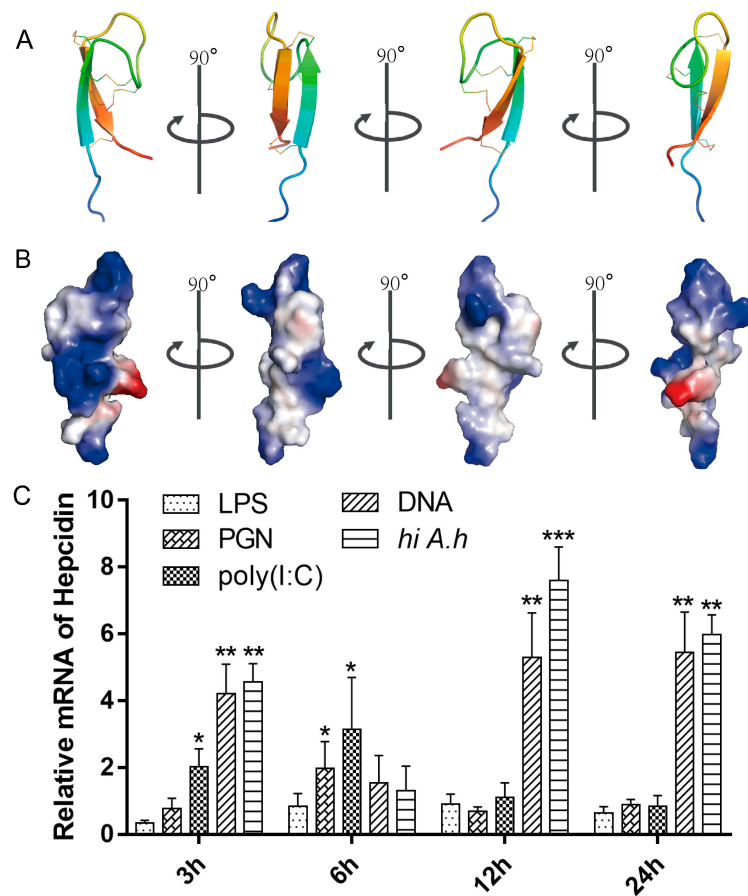 A
90°
90°
90°
B
90°
90°
90°
C
Relative mRNA of Hepcidin
10
8
6
4
2
0
LPS
PGN
poly(I:C)
DNA
hi A.h
*
**
**
*
*
**
***
**
**
3h
6h
12h
24h